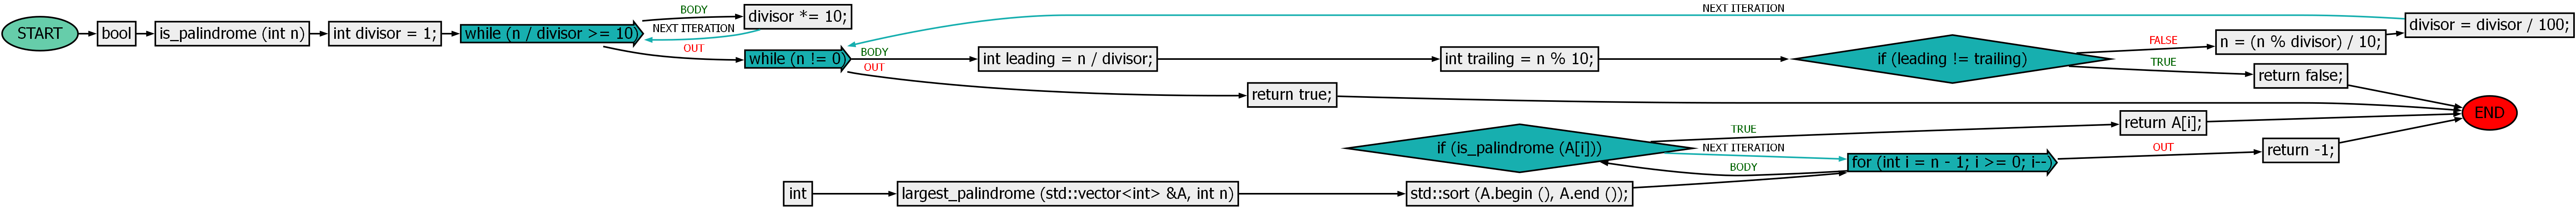 START
bool
is_palindrome (int n)
int divisor = 1;
while (n / divisor >= 10)
BODY
divisor *= 10;
NEXT ITERATION
OUT
while (n != 0)
NEXT ITERATION
BODY
int leading = n / divisor;
int trailing = n % 10;
if (leading != trailing)
FALSE
n = (n % divisor) / 10;
divisor = divisor / 100;
TRUE
return false;
OUT
return true;
END
int
largest_palindrome (std::vector<int> &A, int n)
std::sort (A.begin (), A.end ());
for (int i = n - 1; i >= 0; i--)
BODY
if (is_palindrome (A[i]))
NEXT ITERATION
TRUE
return A[i];
OUT
return -1;